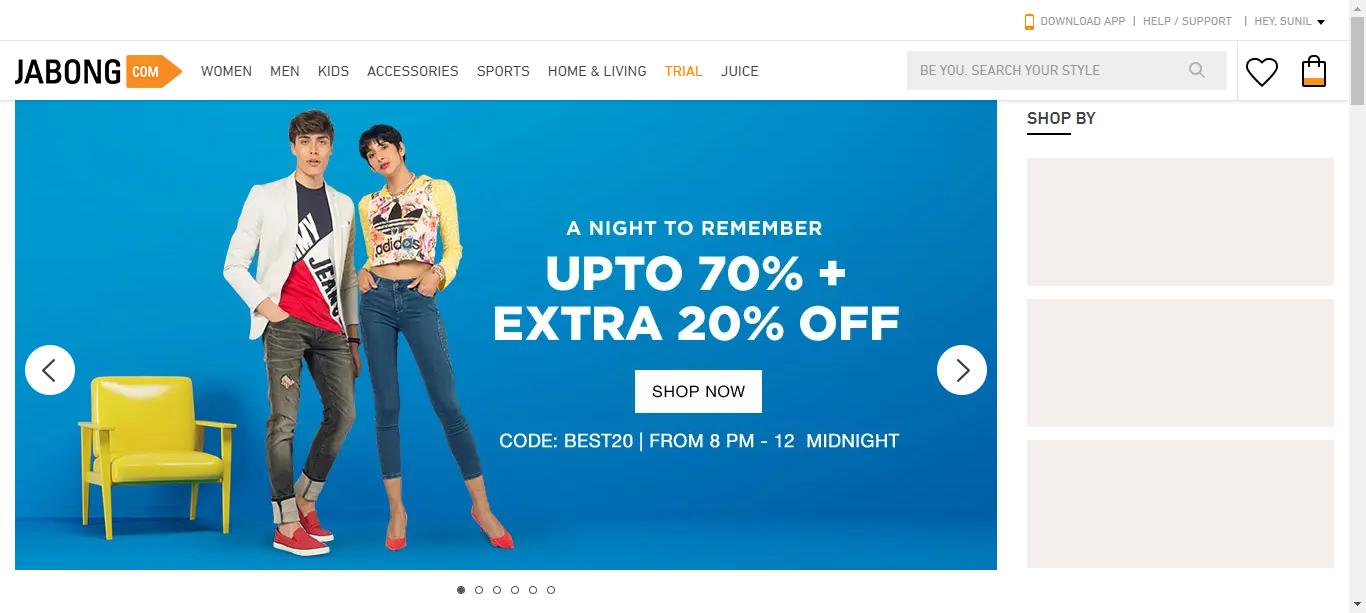 DOWNLOAD APP | HELP / SUPPORT | HEY, SUNIL
JABONG COM WOMEN MEN KIDS ACCESSORIES SPORTS HOME & LIVING TRIAL JUICE BE YOU. SEARCH YOUR STYLE
A NIGHT TO REMEMBER
UPTO 70% +
EXTRA 20% OFF
SHOP NOW
CODE: BEST20 | FROM 8 PM - 12 MIDNIGHT
adidas
JEANS
SHOP BY